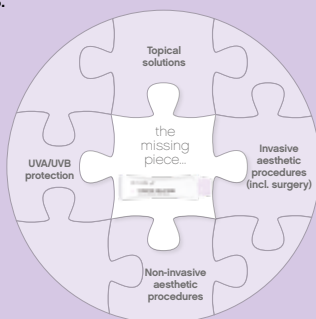 Topical
solutions
the
missing
piece...
UVA/UVB
protection
Invasive
aesthetic
procedures
(incl. surgery)
Non-invasive
aesthetic
procedures